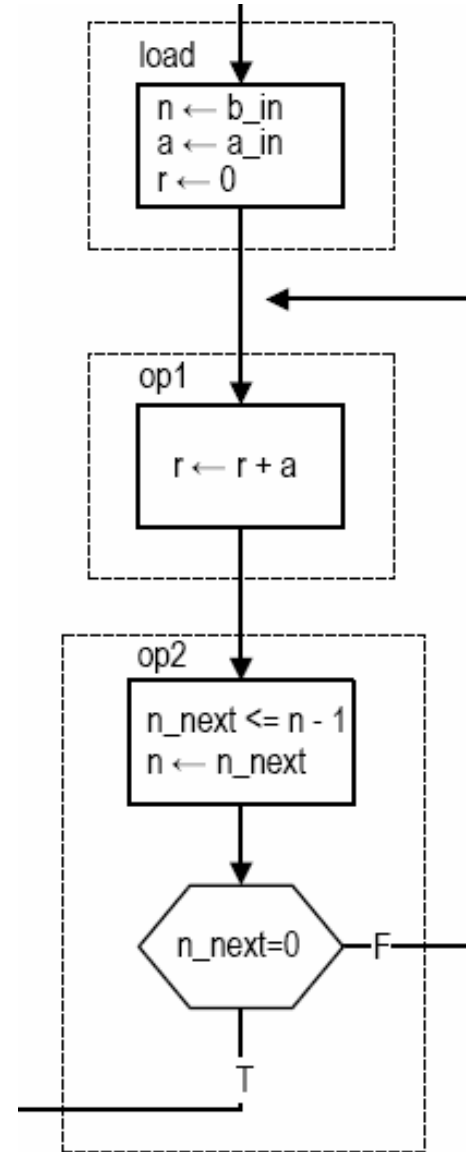 load
n ← b_in
a ← a_in
r ← 0
op1
r ← r + a
op2
n_next <= n - 1
n ← n_next
n_next=0
F
T